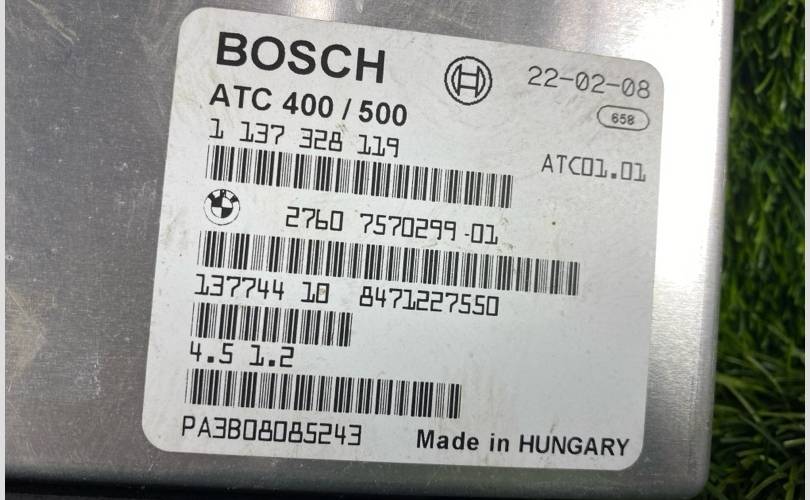 BOSCH
22-02-08
ATC 400 / 500
658
1 137 328 119
ATC01.01
2760 7570299-01
137744 10 8471227550
4.5 1.2
PA3B08085243
Made in HUNGARY